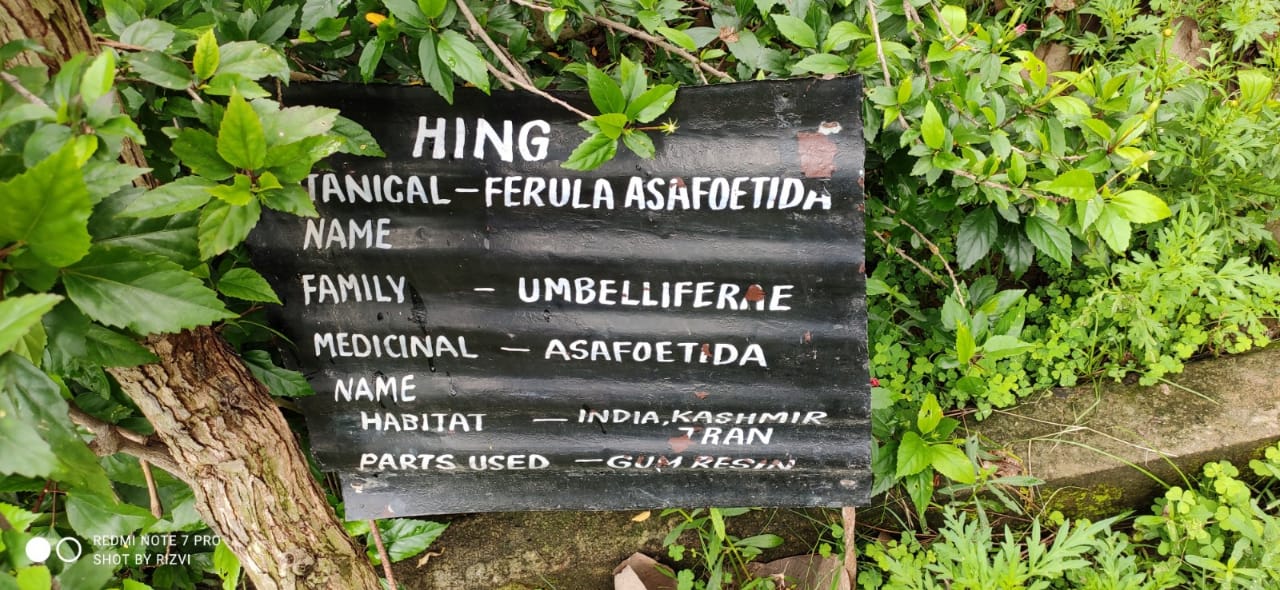 HING
TANICAL – FERULA ASAFOETIDA
NAME
FAMILY – UMBELLIFERAE
MEDICINAL – ASAFOETIDA
NAME
HABITAT – INDIA, KASHMIR
IRAN
PARTS USED – GUM RESIN
REDMI NOTE 7 PRO
SHOT BY RIZVI